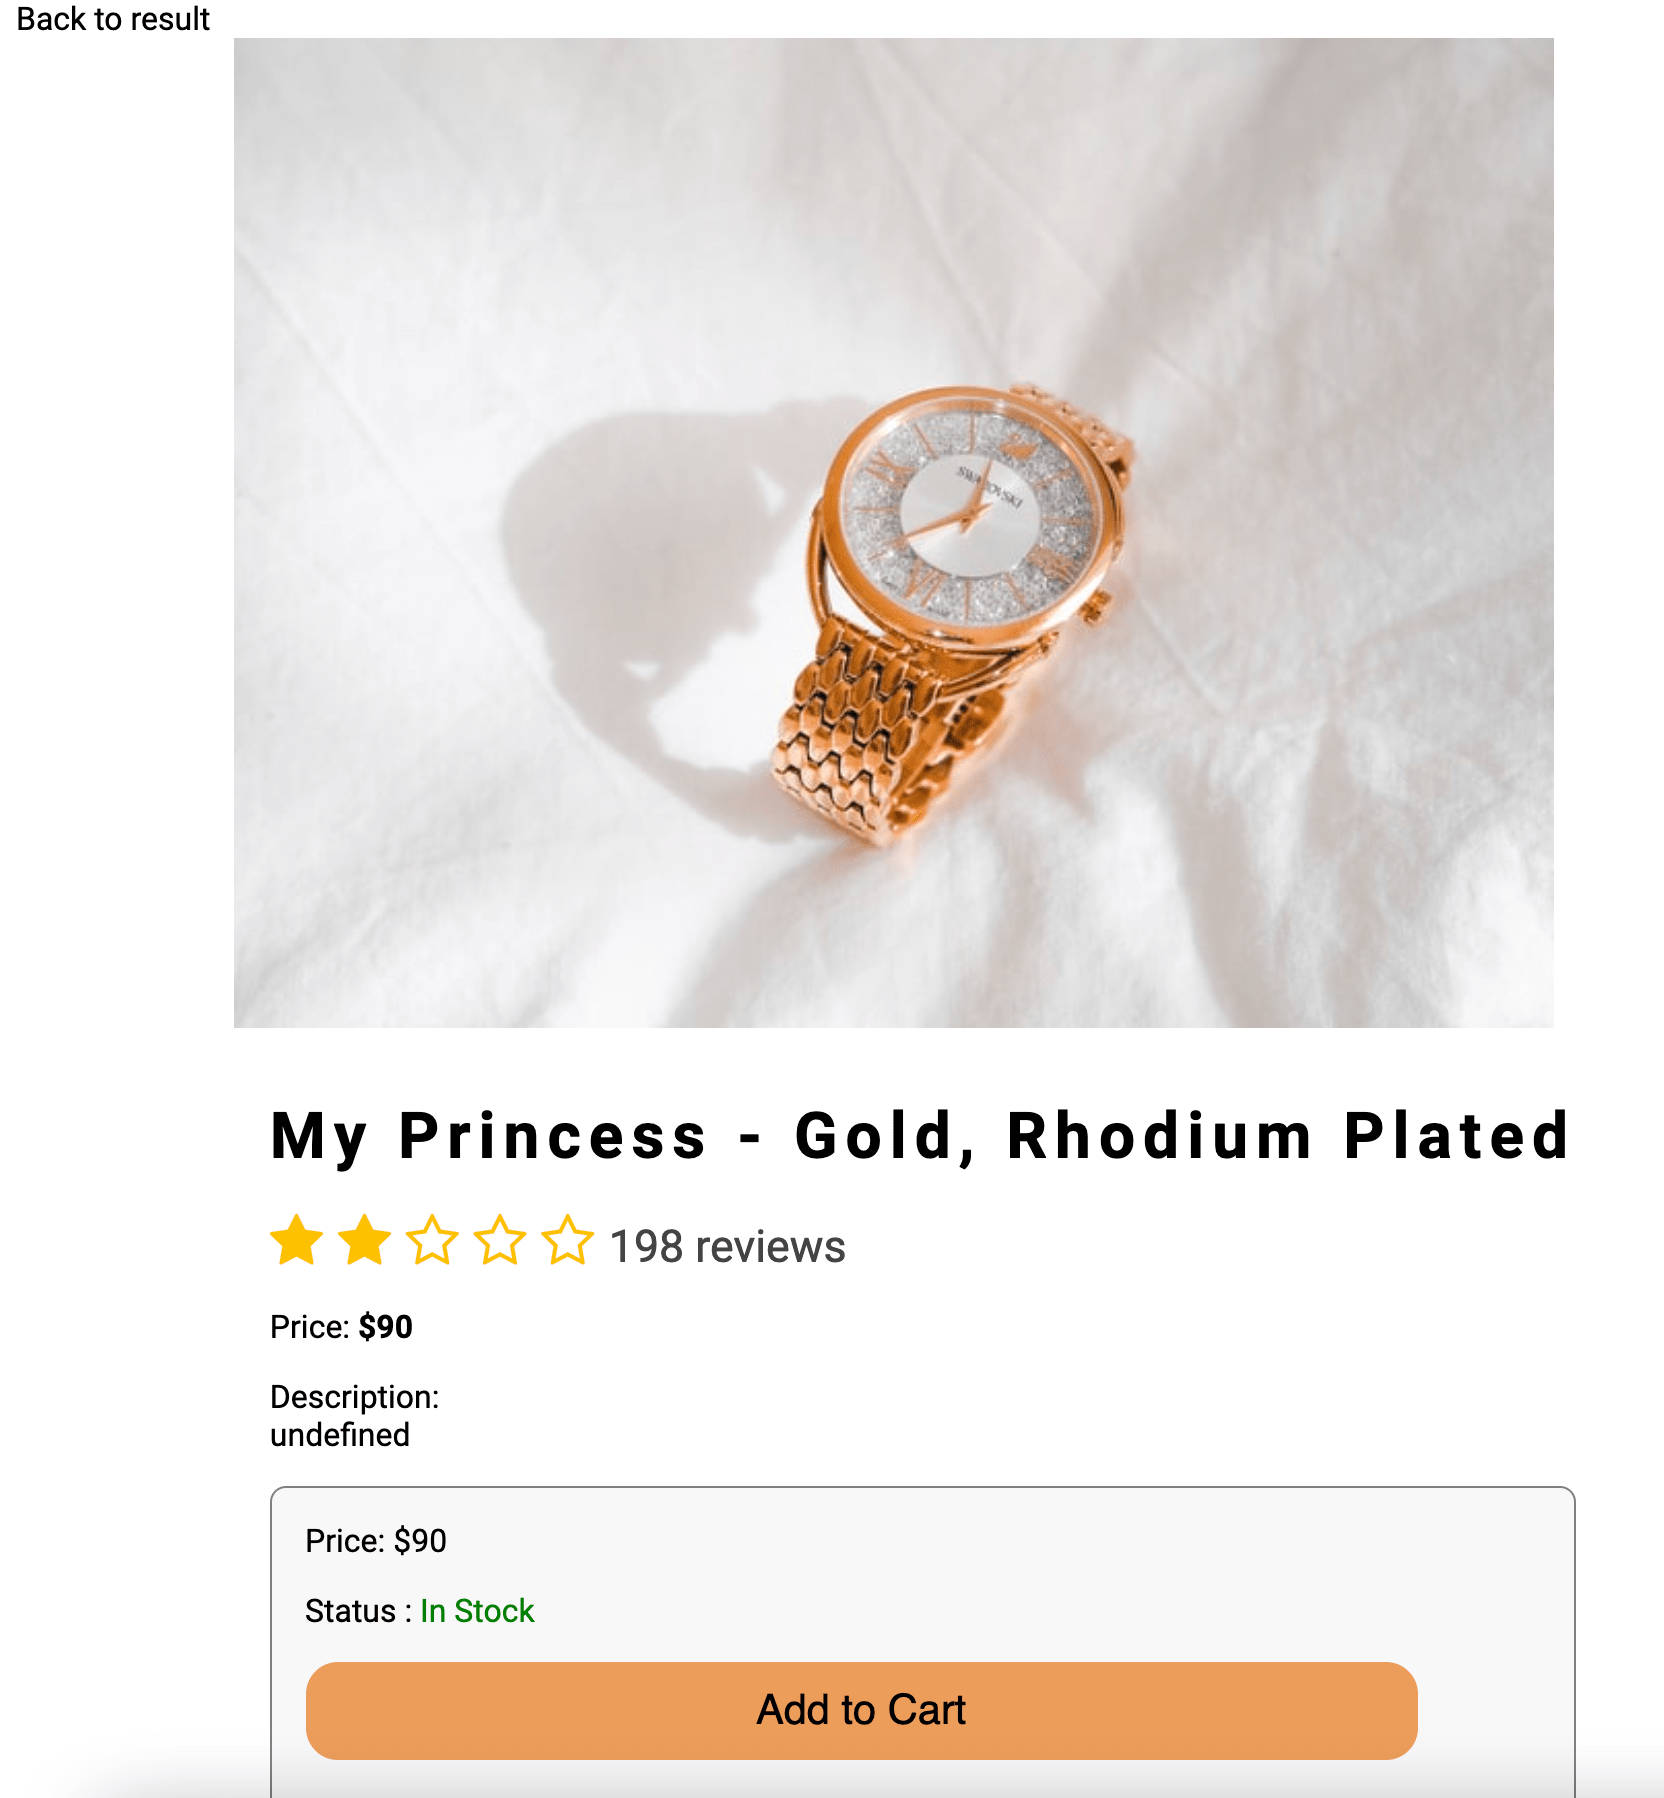 Back to result
SWAROVSKI
My Princess - Gold, Rhodium Plated
198 reviews
Price: $90
Description:
undefined
Price: $90
Status : In Stock
Add to Cart